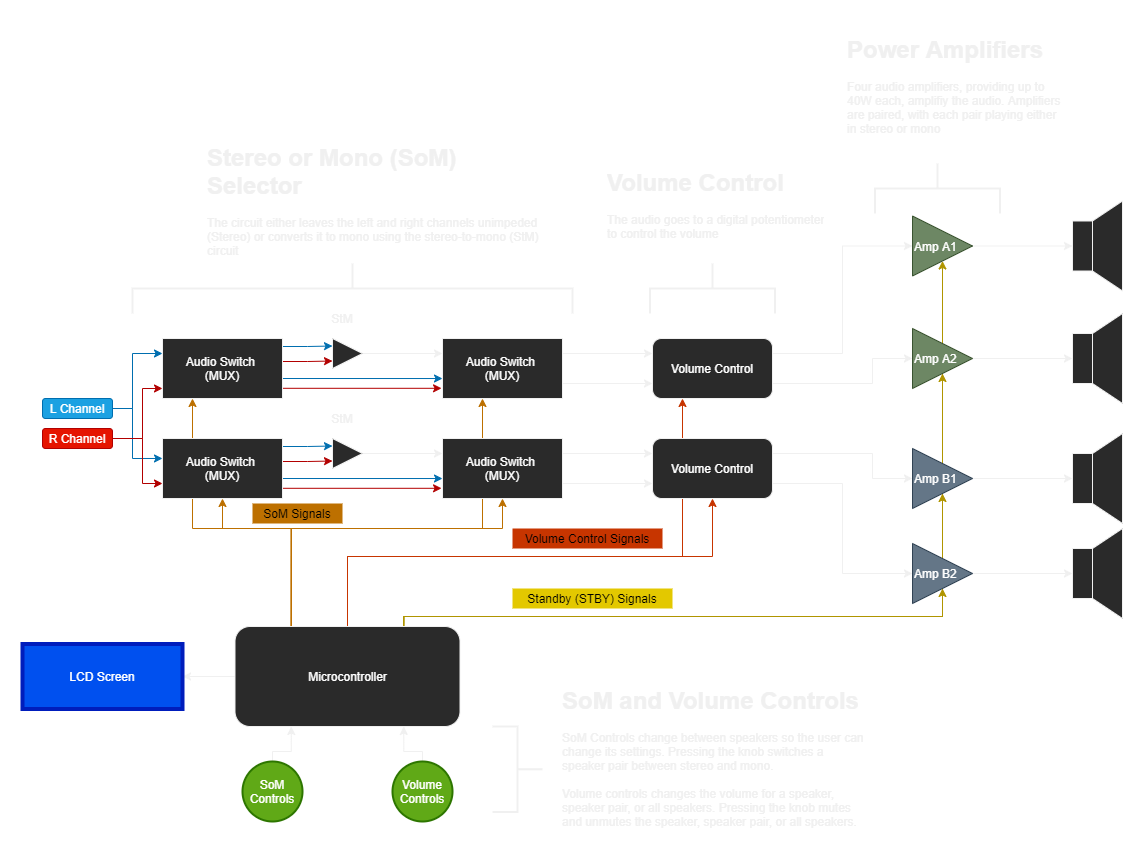 Power Amplifiers
Four audio amplifiers, providing up to
40W each, amplifiy the audio. Amplifiers
are paired, with each pair playing either
in stereo or mono
Stereo or Mono (SoM)
Selector
The circuit either leaves the left and right channels unimpeded
(Stereo) or converts it to mono using the stereo-to-mono (StM)
circuit
Volume Control
The audio goes to a digital potentiometer
to control the volume
Amp A1
StM
Audio Switch
(MUX)
Audio Switch
(MUX)
Volume Control
Amp A2
L Channel
R Channel
StM
Audio Switch
(MUX)
Audio Switch
(MUX)
Volume Control
Amp B1
SoM Signals
Volume Control Signals
Amp B2
Standby (STBY) Signals
LCD Screen
Microcontroller
SoM
Controls
Volume
Controls
SoM and Volume Controls
SoM Controls change between speakers so the user can
change its settings. Pressing the knob switches a
speaker pair between stereo and mono.
Volume controls changes the volume for a speaker,
speaker pair, or all speakers. Pressing the knob mutes
and unmutes the speaker, speaker pair, or all speakers.